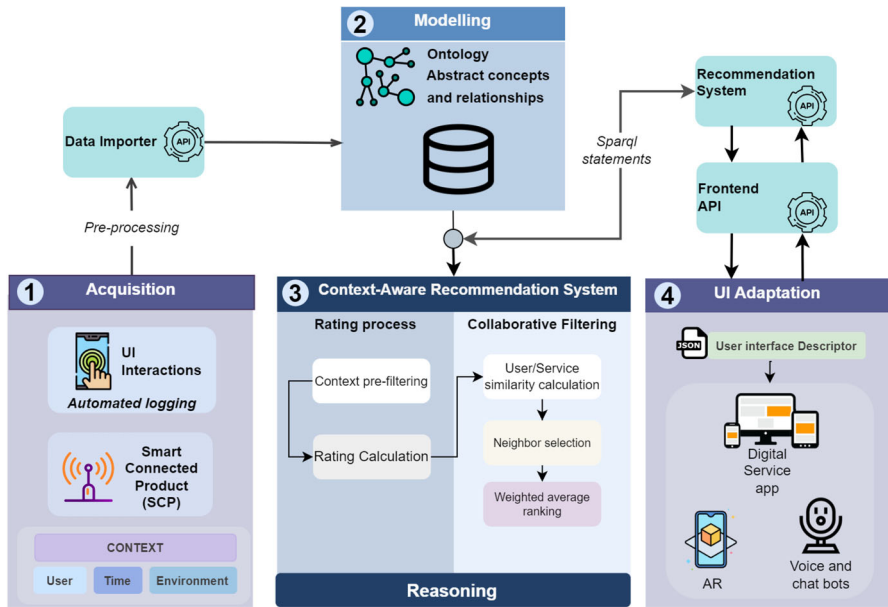 2
Modelling
Ontology
Abstract concepts
and relationships
Data Importer
API
Pre-processing
Sparql
statements
Recommendation
System
API
Frontend
API
API
1
Acquisition
UI
Interactions
Automated logging
Smart
Connected
Product
(SCP)
CONTEXT
User
Time
Environment
3
Context-Aware Recommendation System
Rating process
Context pre-filtering
Rating Calculation
Collaborative Filtering
User/Service
similarity calculation
Neighbor selection
Weighted average
ranking
Reasoning
4
UI Adaptation
JSON
User interface Descriptor
Digital
Service
app
AR
Voice and
chat bots